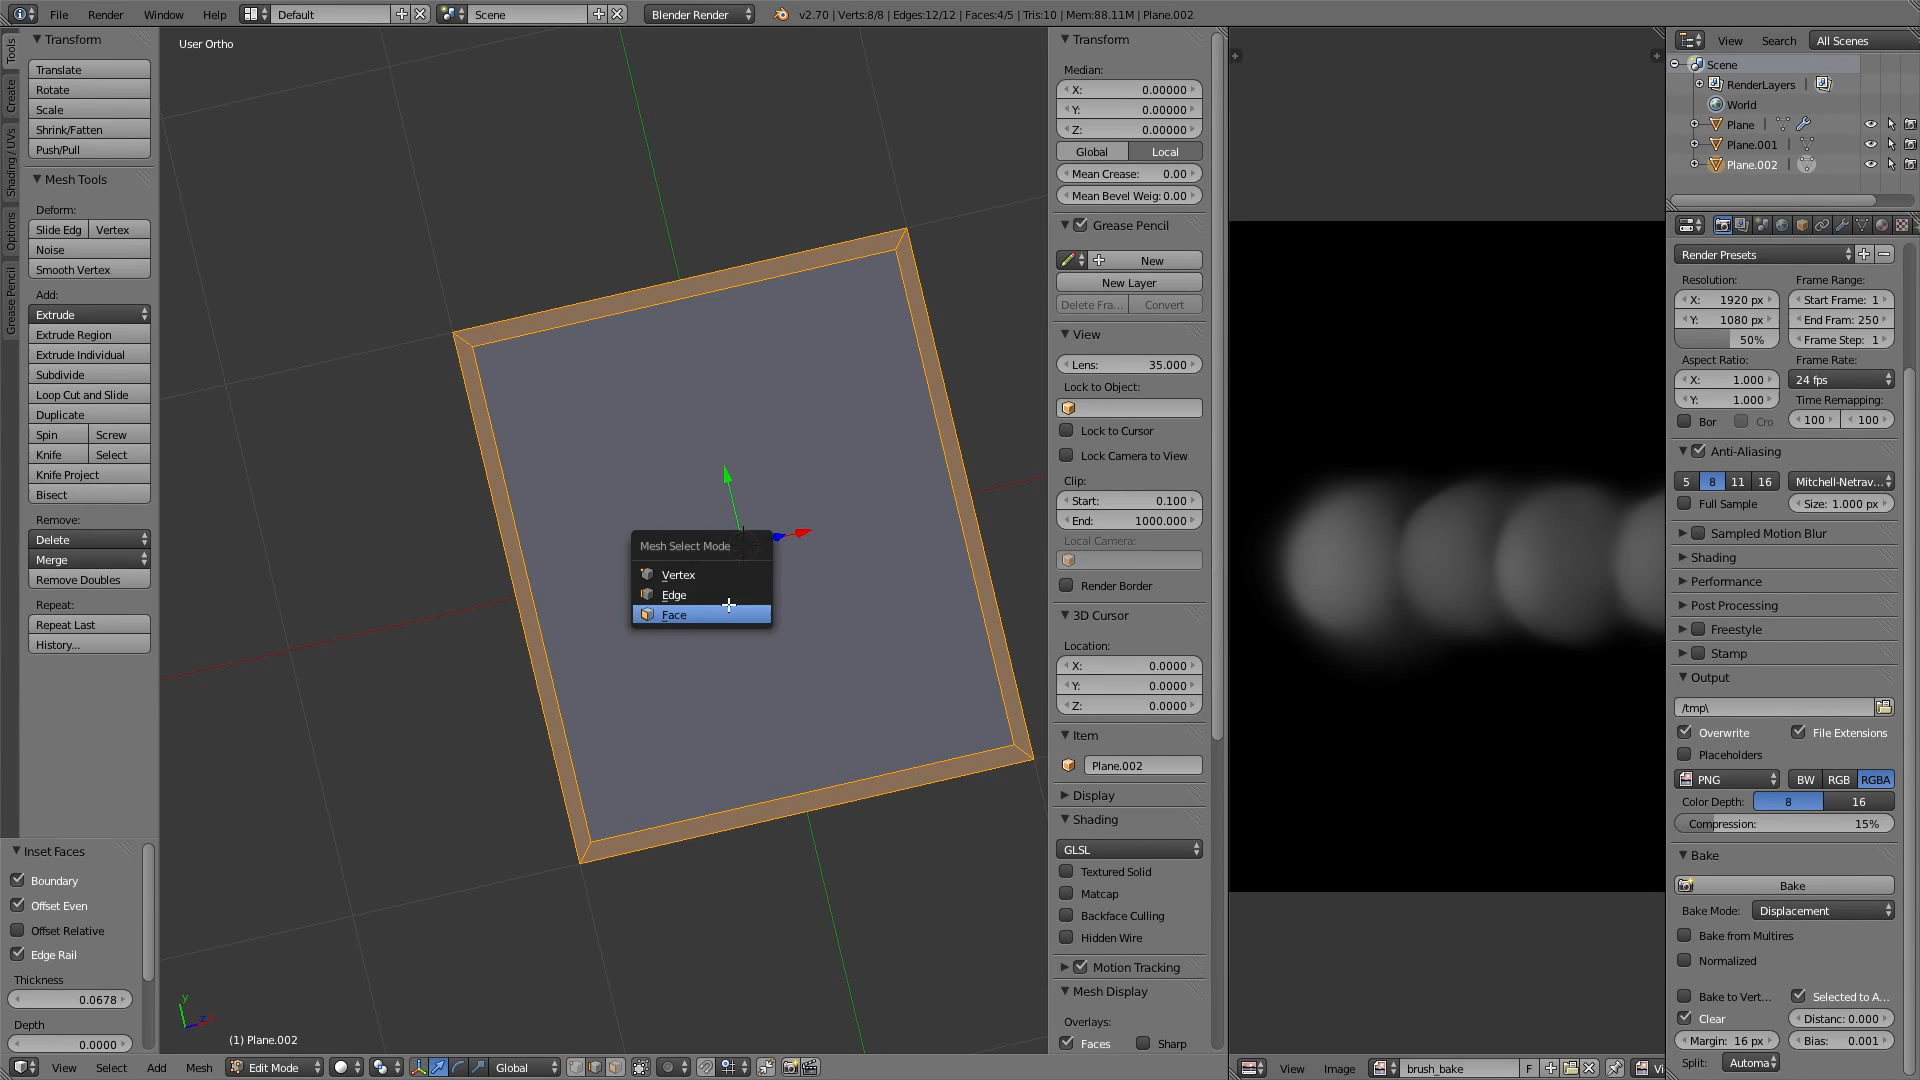 File Render Window Help Default Scene Blender Render v2.70 | Verts:8/8 | Edges:12/12 | Faces:4/5 | Tris:10 | Mem:88.11M | Plane.002
Tools
Create
Shading / UVs
Options
Grease Pencil
Transform
Translate
Rotate
Scale
Shrink/Fatten
Push/Pull
Mesh Tools
Deform:
Slide Edg Vertex
Noise
Smooth Vertex
Add:
Extrude
Extrude Region
Extrude Individual
Subdivide
Loop Cut and Slide
Duplicate
Spin Screw
Knife Select
Knife Project
Bisect
Remove:
Delete
Merge
Remove Doubles
Repeat:
Repeat Last
History...
Inset Faces
Boundary
Offset Even
Offset Relative
Edge Rail
Thickness
0.0678
Depth
0.0000
User Ortho
Mesh Select Mode
Vertex
Edge
Face
y
z
(1) Plane.002
View Select Add Mesh Edit Mode Global
Transform
Median:
X: 0.00000
Y: 0.00000
Z: 0.00000
Global Local
Mean Crease: 0.00
Mean Bevel Weig: 0.00
Grease Pencil
New
New Layer
Delete Fra... Convert
View
Lens: 35.000
Lock to Object:
Lock to Cursor
Lock Camera to View
Clip:
Start: 0.100
End: 1000.000
Local Camera:
Render Border
3D Cursor
Location:
X: 0.0000
Y: 0.0000
Z: 0.0000
Item
Plane.002
Display
Shading
GLSL
Textured Solid
Matcap
Backface Culling
Hidden Wire
Motion Tracking
Mesh Display
Overlays:
Faces Sharp
View Image brush_bake F Vi
View Search All Scenes
Scene
RenderLayers |
World
Plane |
Plane.001 |
Plane.002 |
Render Presets
Resolution: Frame Range:
X: 1920 px Start Frame: 1
Y: 1080 px End Fram: 250
50% Frame Step: 1
Aspect Ratio: Frame Rate:
X: 1.000 24 fps
Y: 1.000 Time Remapping:
Bor Cro 100 100
Anti-Aliasing
5 8 11 16 Mitchell-Netrav...
Full Sample Size: 1.000 px
Sampled Motion Blur
Shading
Performance
Post Processing
Freestyle
Stamp
Output
/tmp\
Overwrite File Extensions
Placeholders
PNG BW RGB RGBA
Color Depth: 8 16
Compression: 15%
Bake
Bake
Bake Mode: Displacement
Bake from Multires
Normalized
Bake to Vert... Selected to A...
Clear Distanc: 0.000
Margin: 16 px Bias: 0.001
Split: Automa